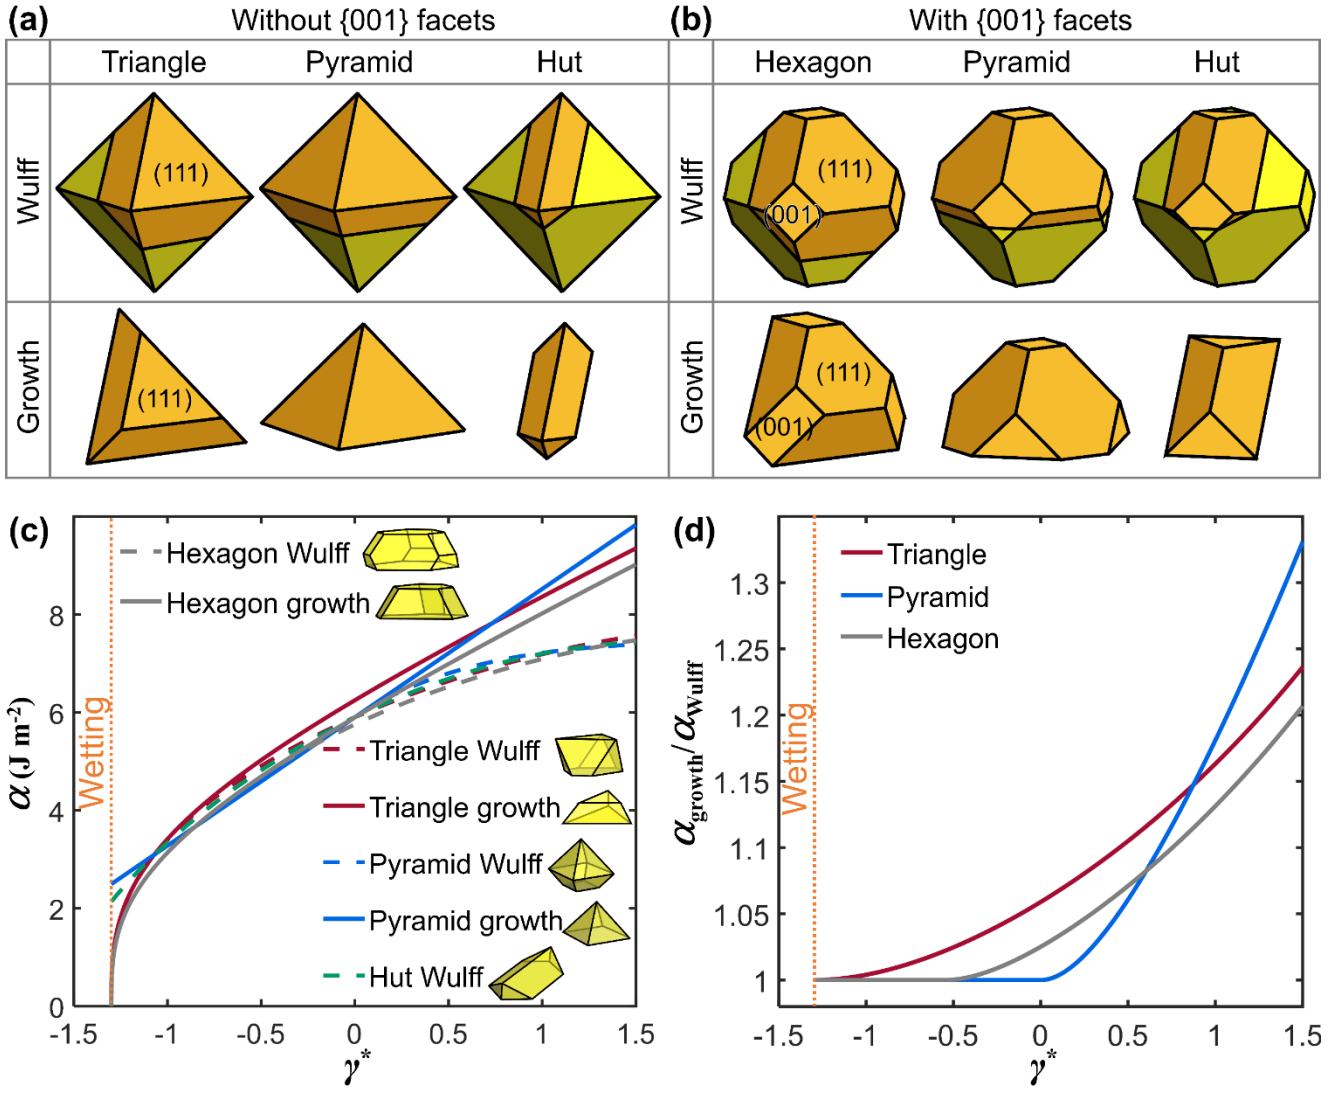 (a) Without {001} facets
Triangle Pyramid Hut
Wulff
(111)
Growth
(111)
(b) With {001} facets
Hexagon Pyramid Hut
Wulff
(111)
(001)
Growth
(111)
(001)
(c)
α (J m⁻²)
8
6
4
2
0
-1.5 -1 -0.5 0 0.5 1 1.5
γ*
Wetting
Hexagon Wulff
Hexagon growth
Triangle Wulff
Triangle growth
Pyramid Wulff
Pyramid growth
Hut Wulff
(d)
αgrowth/αWulff
1.3
1.25
1.2
1.15
1.1
1.05
1
-1.5 -1 -0.5 0 0.5 1 1.5
γ*
Wetting
Triangle
Pyramid
Hexagon